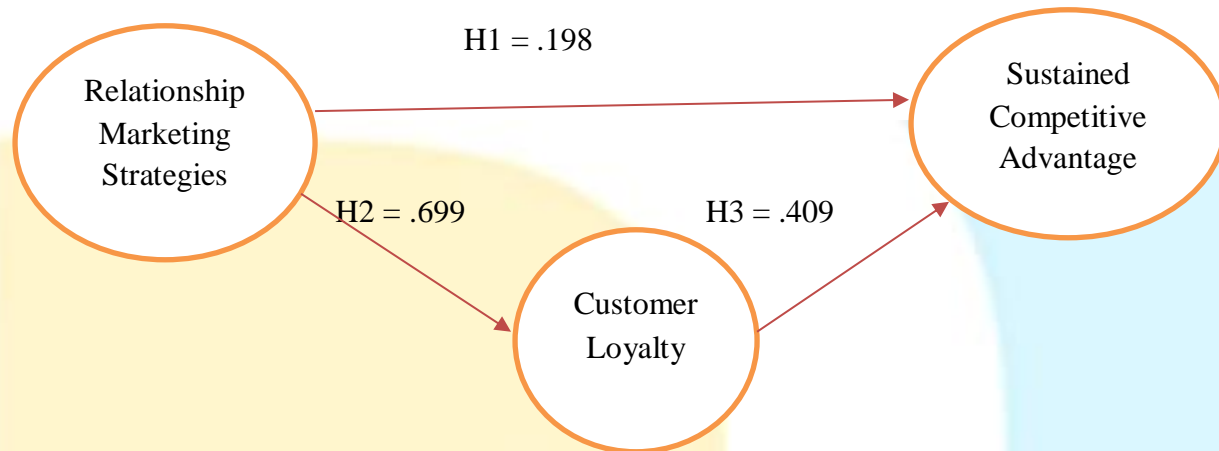 H1 = .198
Relationship
Marketing
Strategies
Sustained
Competitive
Advantage
H2 = .699
H3 = .409
Customer
Loyalty